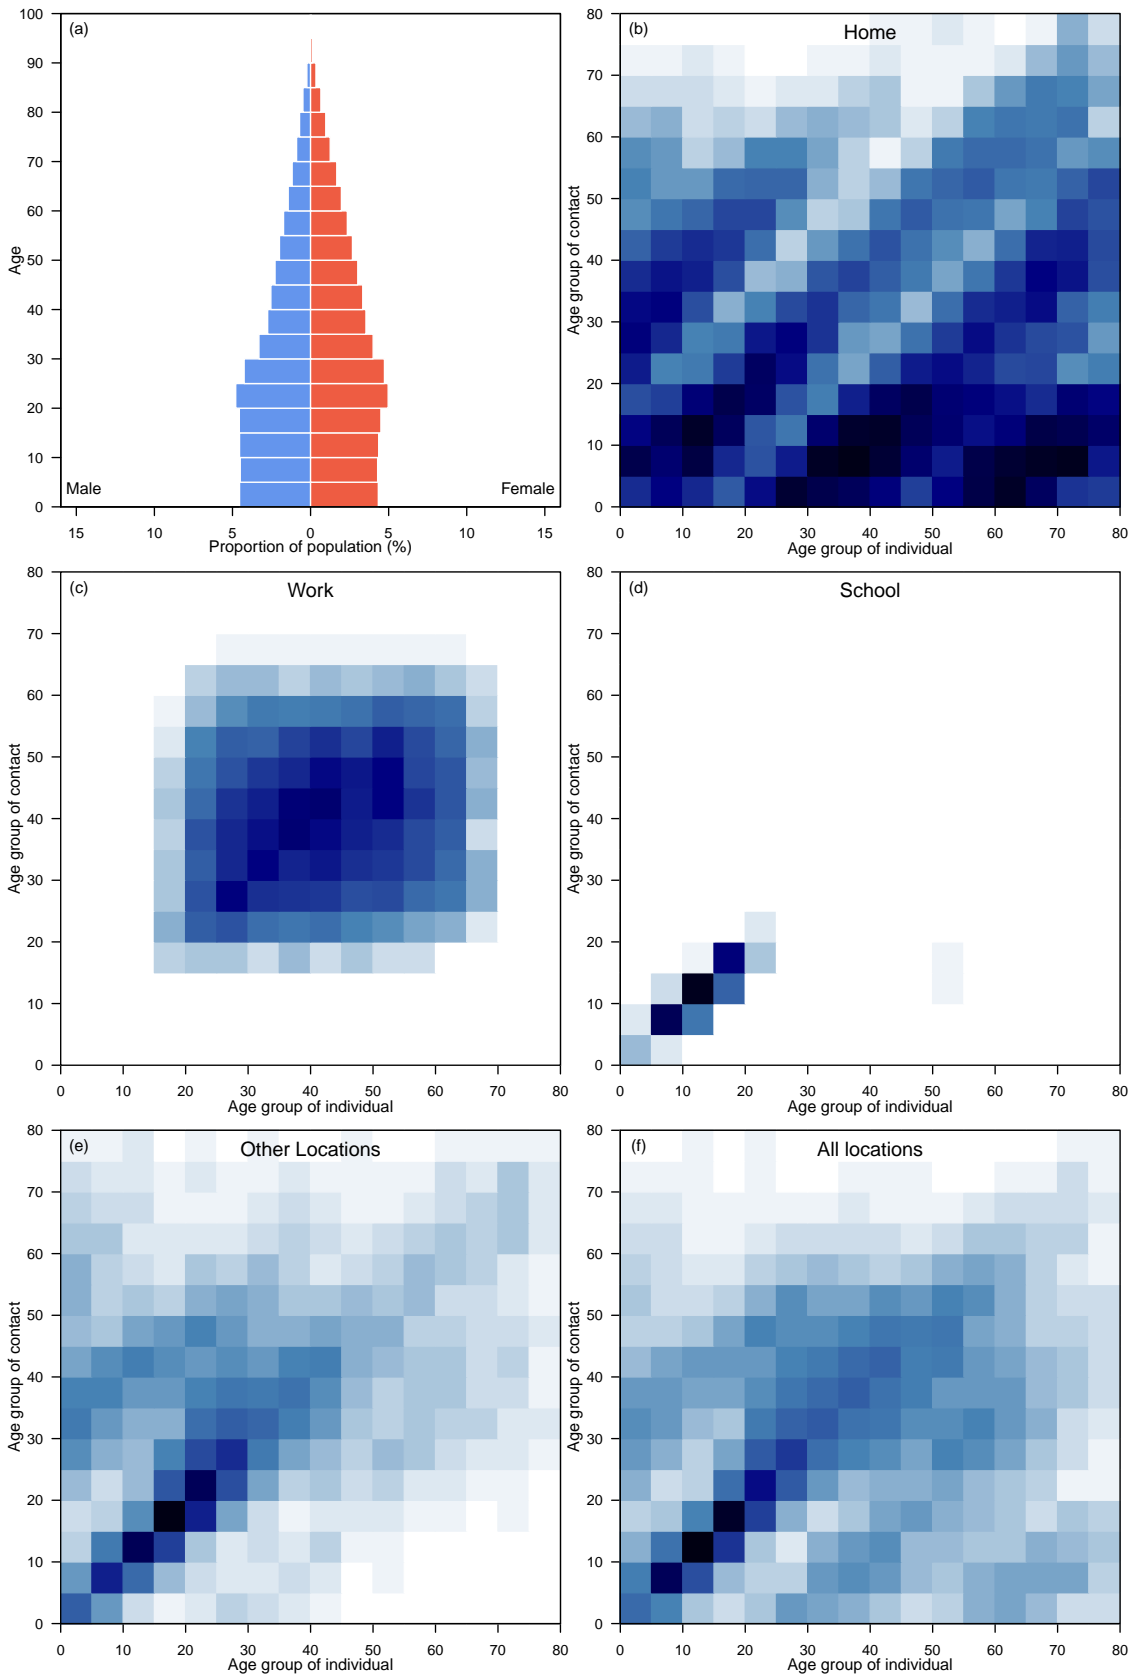 (a)
100
90
80
70
60
50
40
30
20
10
0
Age
Male
Female
15 10 5 0 5 10 15
Proportion of population (%)
(b)
Home
80
70
60
50
40
30
20
10
0
Age group of contact
0 10 20 30 40 50 60 70 80
Age group of individual
(c)
Work
80
70
60
50
40
30
20
10
0
Age group of contact
0 10 20 30 40 50 60 70 80
Age group of individual
(d)
School
80
70
60
50
40
30
20
10
0
Age group of contact
0 10 20 30 40 50 60 70 80
Age group of individual
(e)
Other Locations
80
70
60
50
40
30
20
10
0
Age group of contact
0 10 20 30 40 50 60 70 80
Age group of individual
(f)
All locations
80
70
60
50
40
30
20
10
0
Age group of contact
0 10 20 30 40 50 60 70 80
Age group of individual